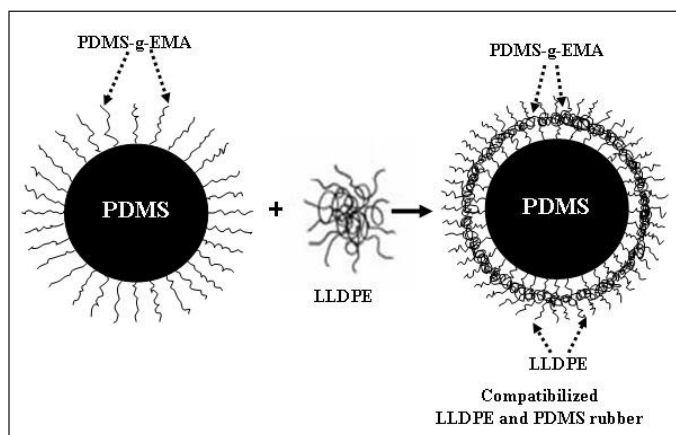 PDMS-g-EMA
PDMS
+
LLDPE
PDMS-g-EMA
PDMS
LLDPE
Compatibilized
LLDPE and PDMS rubber